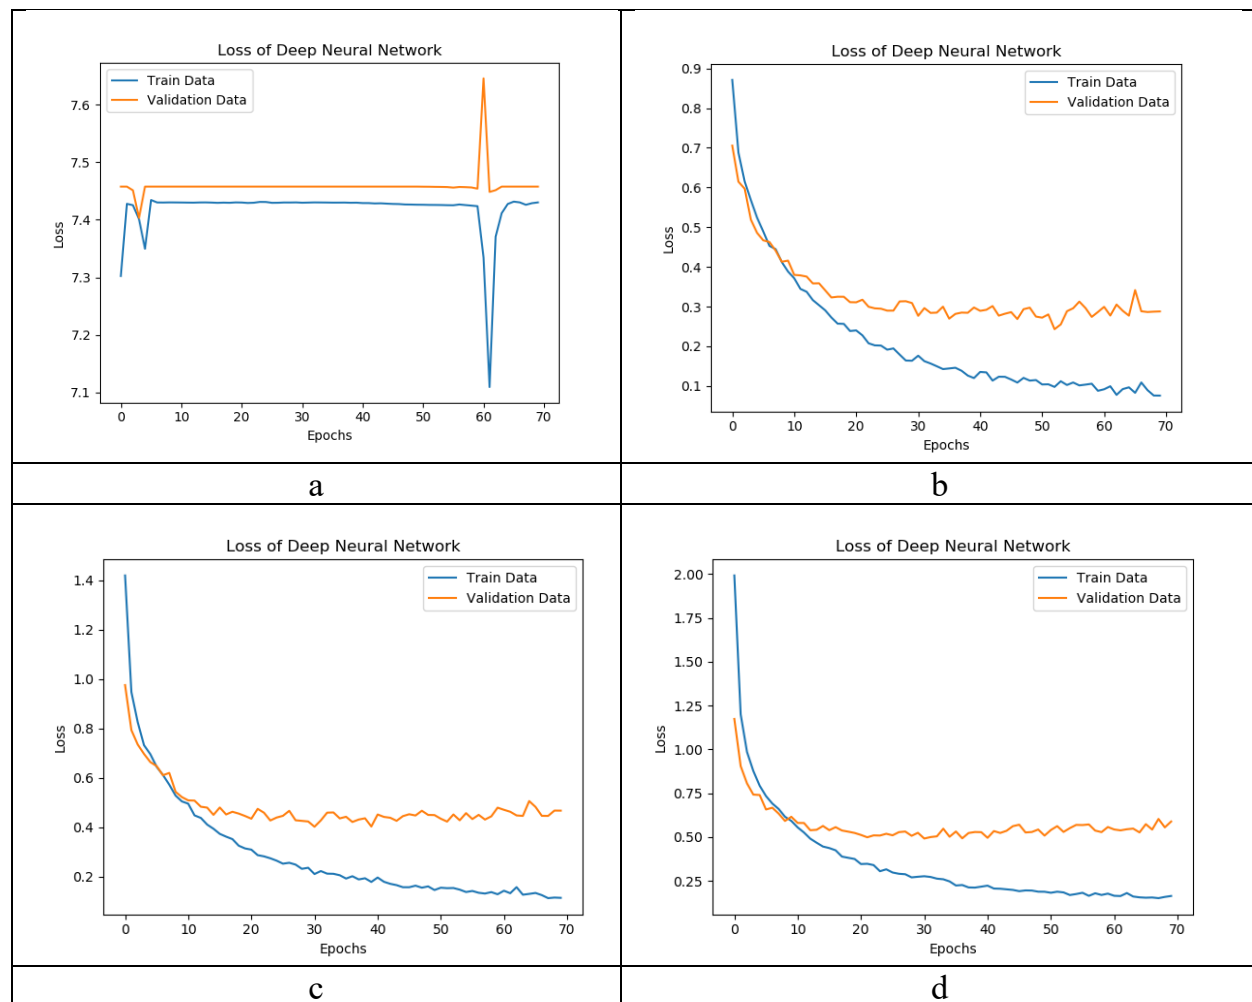 Loss of Deep Neural Network
Train Data
Validation Data
7.6
7.5
7.4
7.3
7.2
7.1
Loss
0 10 20 30 40 50 60 70
Epochs
a
Loss of Deep Neural Network
Train Data
Validation Data
0.9
0.8
0.7
0.6
0.5
0.4
0.3
0.2
0.1
Loss
0 10 20 30 40 50 60 70
Epochs
b
Loss of Deep Neural Network
Train Data
Validation Data
1.4
1.2
1.0
0.8
0.6
0.4
0.2
Loss
0 10 20 30 40 50 60 70
Epochs
c
Loss of Deep Neural Network
Train Data
Validation Data
2.00
1.75
1.50
1.25
1.00
0.75
0.50
0.25
Loss
0 10 20 30 40 50 60 70
Epochs
d